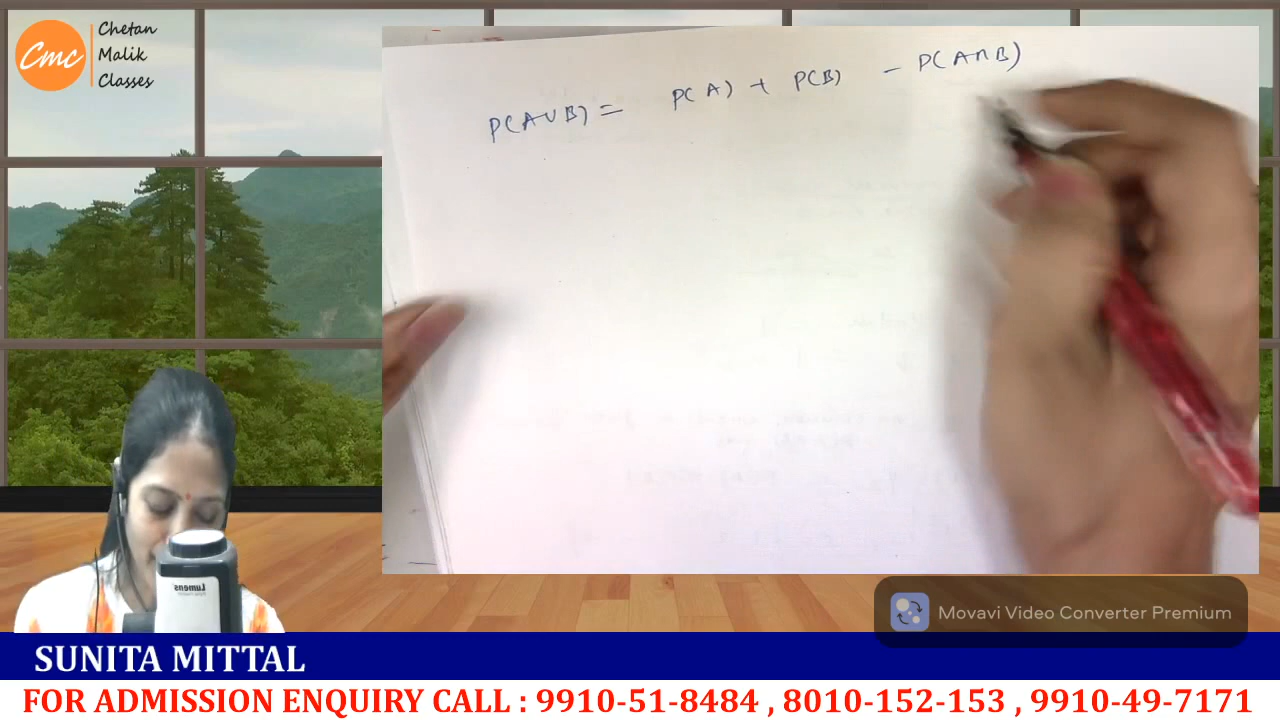 Cmc
Chetan
Malik
Classes
P(A∪B) = P(A) + P(B) - P(A∩B)
Lumens
Movavi Video Converter Premium
SUNITA MITTAL
FOR ADMISSION ENQUIRY CALL : 9910-51-8484 , 8010-152-153 , 9910-49-7171